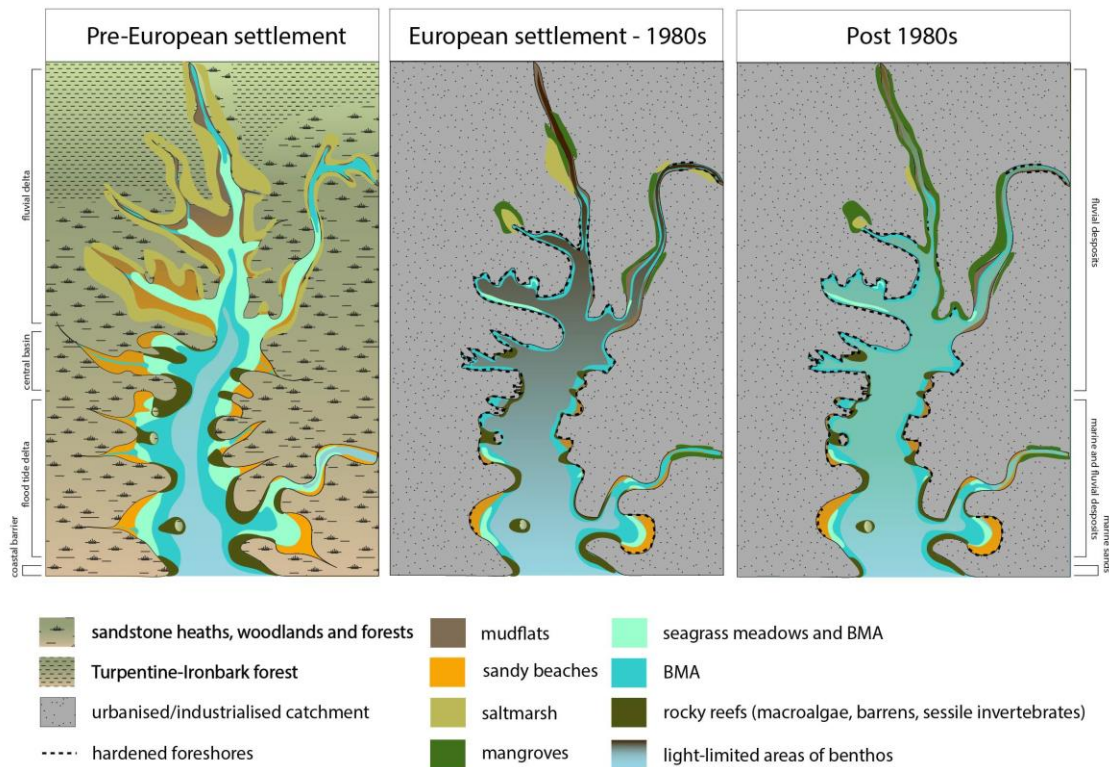 Pre-European settlement
European settlement - 1980s
Post 1980s
fluvial delta
central basin
flood tide delta
coastal barrier
fluvial desposits
marine and fluvial desposits
marine sands
sandstone heaths, woodlands and forests
Turpentine-Ironbark forest
urbanised/industrialised catchment
hardened foreshores
mudflats
sandy beaches
saltmarsh
mangroves
seagrass meadows and BMA
BMA
rocky reefs (macroalgae, barrens, sessile invertebrates)
light-limited areas of benthos